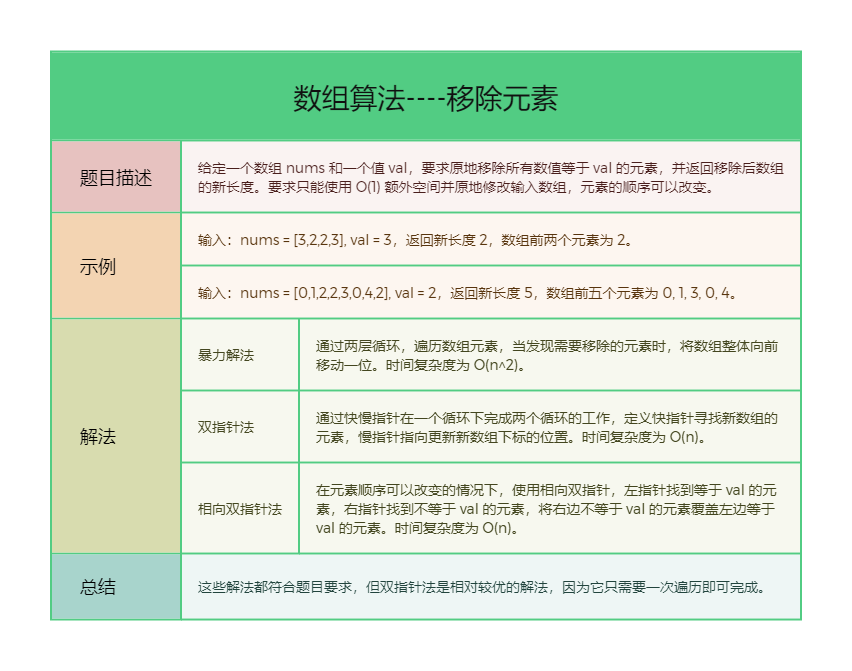 数组算法----移除元素
题目描述
给定一个数组 nums 和一个值 val，要求原地移除所有数值等于 val 的元素，并返回移除后数组
的新长度。要求只能使用 O(1) 额外空间并原地修改输入数组，元素的顺序可以改变。
示例
输入：nums = [3,2,2,3], val = 3，返回新长度 2，数组前两个元素为 2。
输入：nums = [0,1,2,2,3,0,4,2], val = 2，返回新长度 5，数组前五个元素为 0, 1, 3, 0, 4。
解法
暴力解法
通过两层循环，遍历数组元素，当发现需要移除的元素时，将数组整体向前
移动一位。时间复杂度为 O(n^2)。
双指针法
通过快慢指针在一个循环下完成两个循环的工作，定义快指针寻找新数组的
元素，慢指针指向更新新数组下标的位置。时间复杂度为 O(n)。
相向双指针法
在元素顺序可以改变的情况下，使用相向双指针，左指针找到等于 val 的元
素，右指针找到不等于 val 的元素，将右边不等于 val 的元素覆盖左边等于
val 的元素。时间复杂度为 O(n)。
总结
这些解法都符合题目要求，但双指针法是相对较优的解法，因为它只需要一次遍历即可完成。